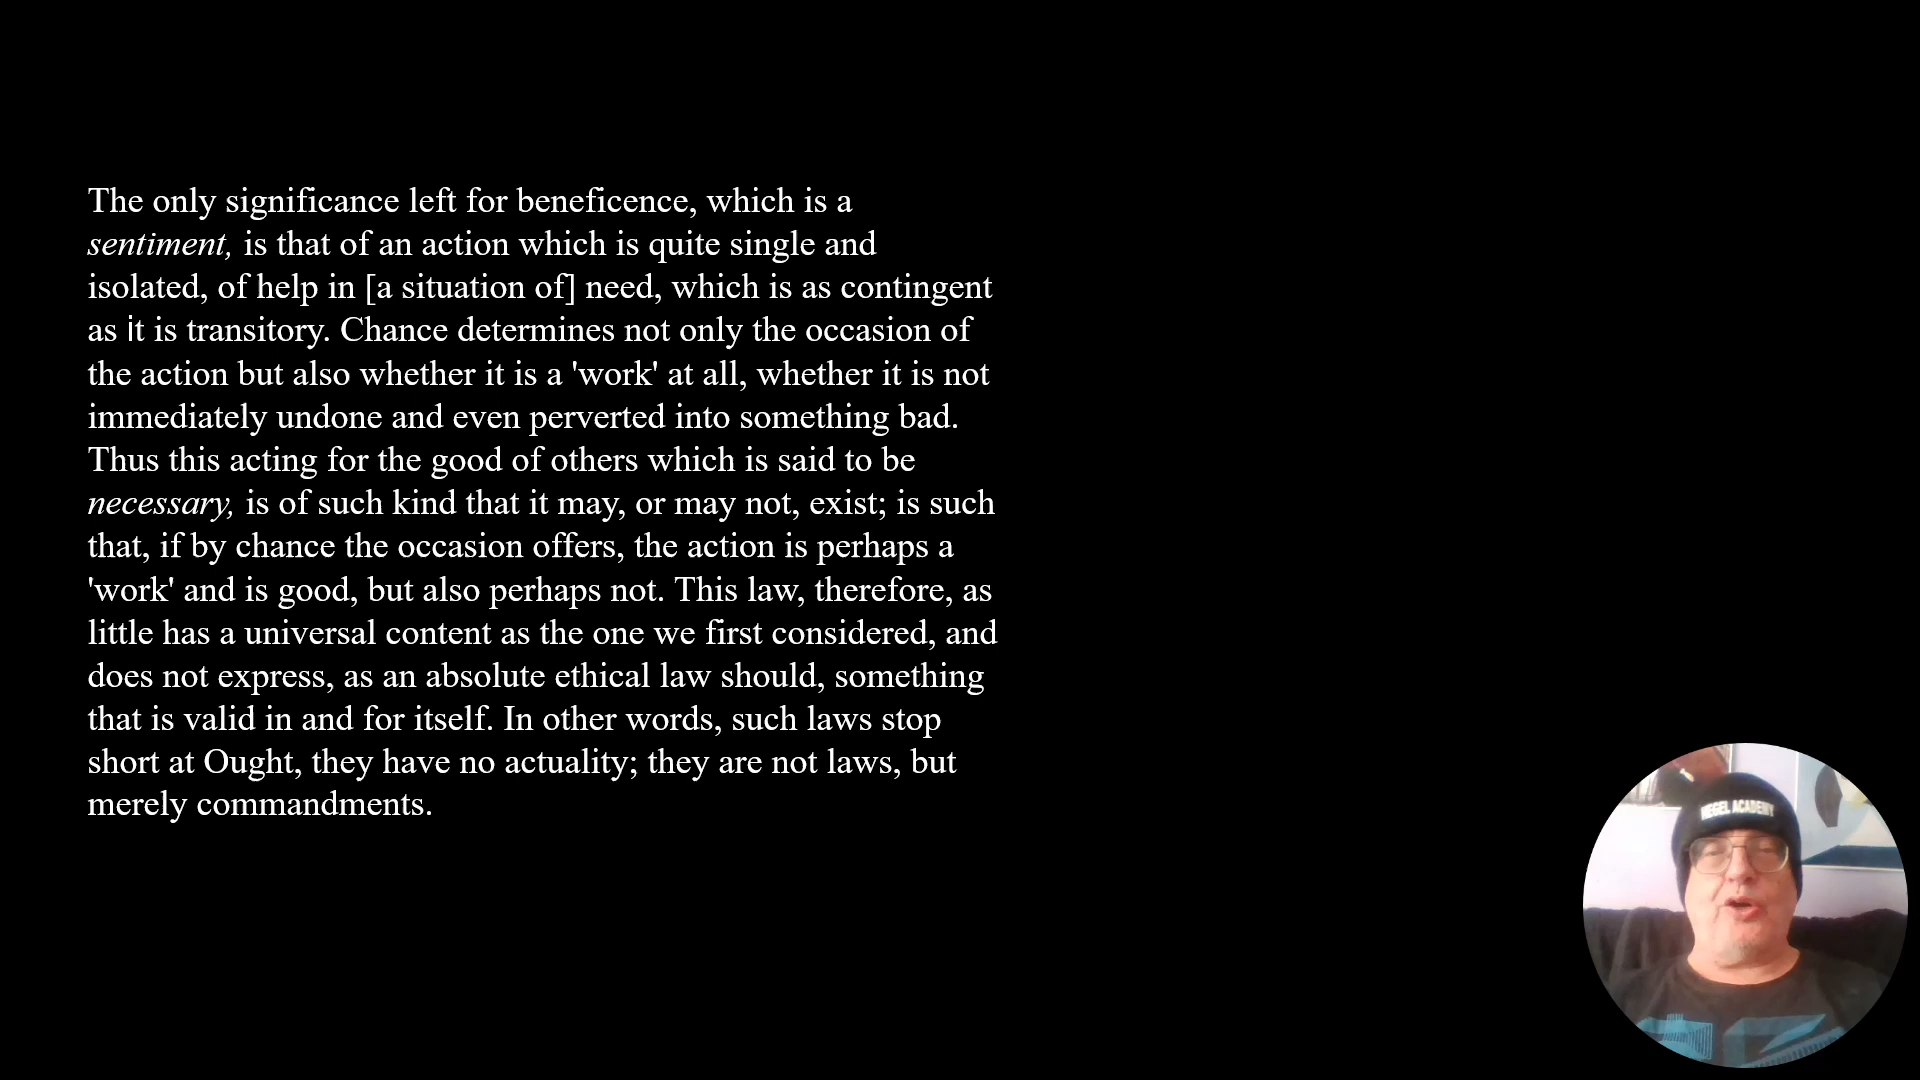 The only significance left for beneficence, which is a
sentiment, is that of an action which is quite single and
isolated, of help in [a situation of] need, which is as contingent
as it is transitory. Chance determines not only the occasion of
the action but also whether it is a 'work' at all, whether it is not
immediately undone and even perverted into something bad.
Thus this acting for the good of others which is said to be
necessary, is of such kind that it may, or may not, exist; is such
that, if by chance the occasion offers, the action is perhaps a
'work' and is good, but also perhaps not. This law, therefore, as
little has a universal content as the one we first considered, and
does not express, as an absolute ethical law should, something
that is valid in and for itself. In other words, such laws stop
short at Ought, they have no actuality; they are not laws, but
merely commandments.
HEGEL ACADEMY